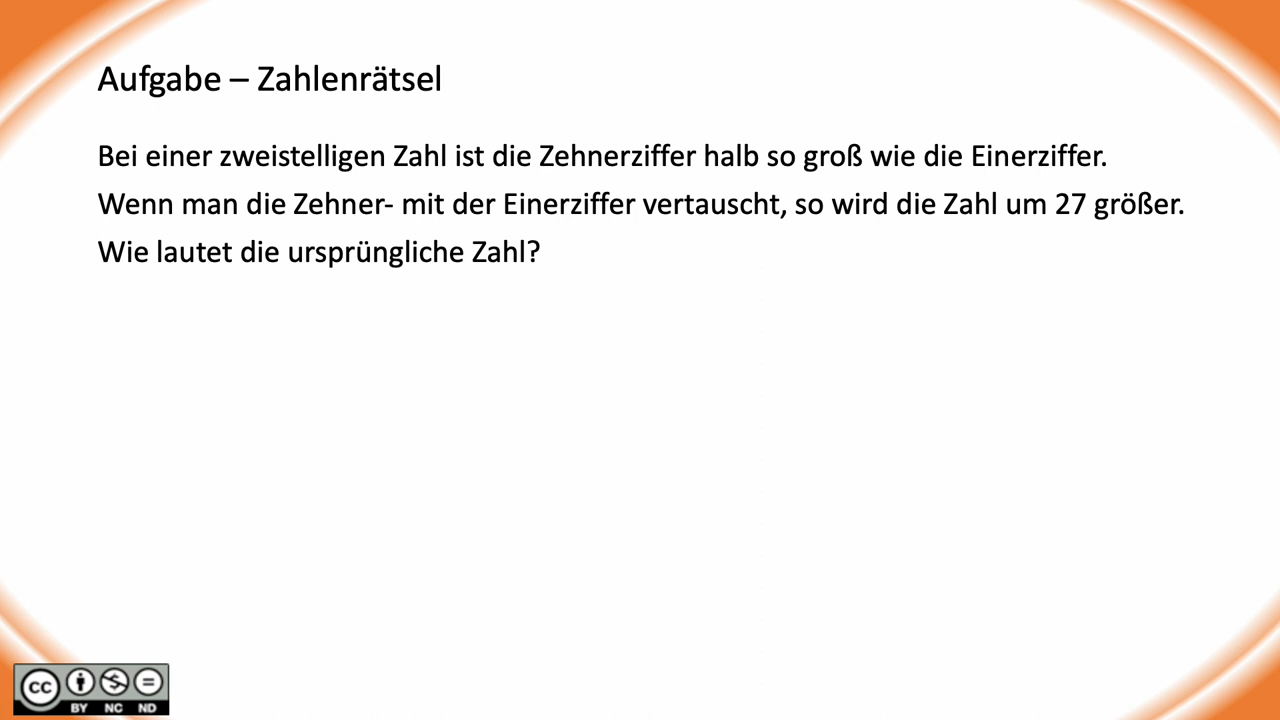 Aufgabe – Zahlenrätsel
Bei einer zweistelligen Zahl ist die Zehnerziffer halb so groß wie die Einerziffer.
Wenn man die Zehner- mit der Einerziffer vertauscht, so wird die Zahl um 27 größer.
Wie lautet die ursprüngliche Zahl?
cc
BY NC ND